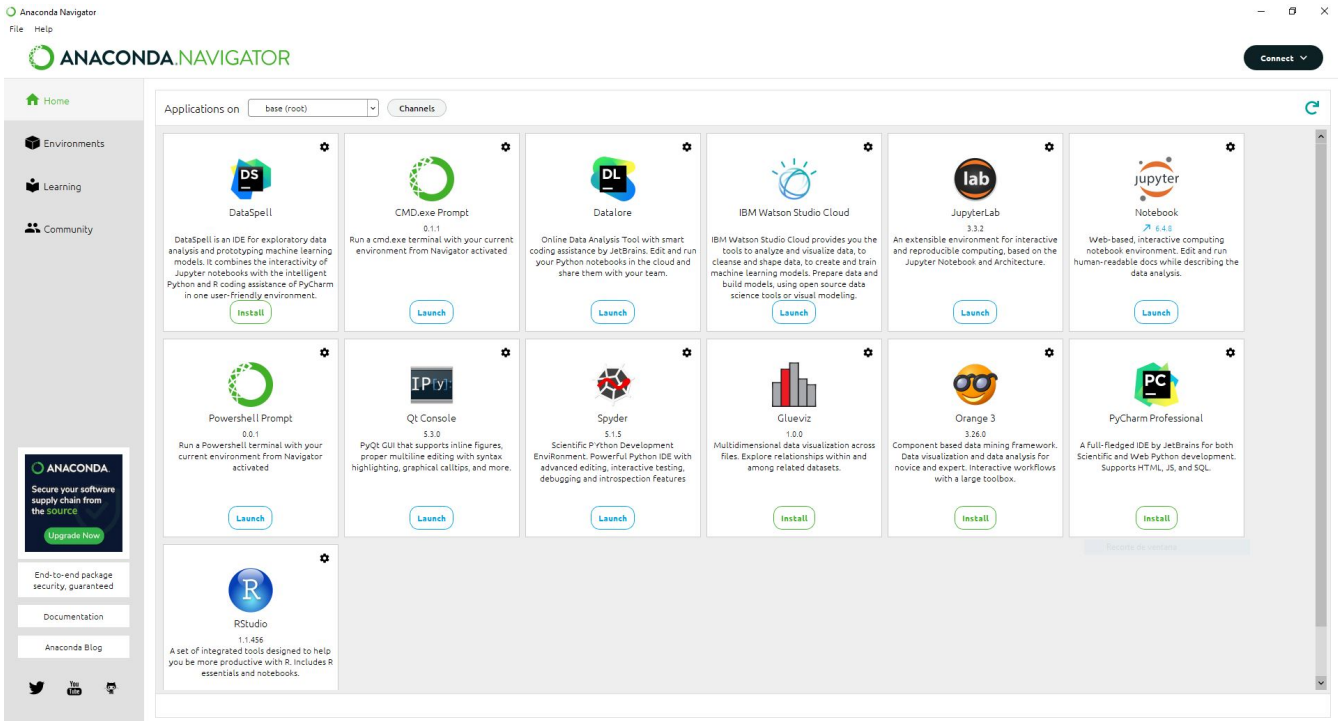 Anaconda Navigator
File Help
ANACONDA.NAVIGATOR
Connect
Home
Environments
Learning
Community
ANACONDA.
Secure your software
supply chain from
the source
Upgrade Now
End-to-end package
security, guaranteed
Documentation
Anaconda Blog
You
Tube
Applications on base (root) Channels
DS
DataSpell
DataSpell is an IDE for exploratory data
analysis and prototyping machine learning
models. It combines the interactivity of
Jupyter notebooks with the intelligent
Python and R coding assistance of PyCharm
in one user-friendly environment.
Install
CMD.exe Prompt
0.1.1
Run a cmd.exe terminal with your current
environment from Navigator activated
Launch
DL
Datalore
Online Data Analysis Tool with smart
coding assistance by JetBrains. Edit and run
your Python notebooks in the cloud and
share them with your team.
Launch
IBM Watson Studio Cloud
IBM Watson Studio Cloud provides you the
tools to analyze and visualize data, to
cleanse and shape data, to create and train
machine learning models. Prepare data and
build models, using open source data
science tools or visual modeling.
Launch
lab
JupyterLab
3.3.2
An extensible environment for interactive
and reproducible computing, based on the
Jupyter Notebook and Architecture.
Launch
jupyter
Notebook
6.4.8
Web-based, interactive computing
notebook environment. Edit and run
human-readable docs while describing the
data analysis.
Launch
Powershell Prompt
0.0.1
Run a Powershell terminal with your
current environment from Navigator
activated
Launch
IP[y]:
Qt Console
5.3.0
PyQt GUI that supports inline figures,
proper multiline editing with syntax
highlighting, graphical calltips, and more.
Launch
Spyder
5.1.5
Scientific PYthon Development
EnviRonment. Powerful Python IDE with
advanced editing, interactive testing,
debugging and introspection features
Launch
Glueviz
1.0.0
Multidimensional data visualization across
files. Explore relationships within and
among related datasets.
Install
Orange 3
3.26.0
Component based data mining framework.
Data visualization and data analysis for
novice and expert. Interactive workflows
with a large toolbox.
Install
PC
PyCharm Professional
A full-fledged IDE by JetBrains for both
Scientific and Web Python development.
Supports HTML, JS, and SQL.
Install
R
RStudio
1.1.456
A set of integrated tools designed to help
you be more productive with R. Includes R
essentials and notebooks.